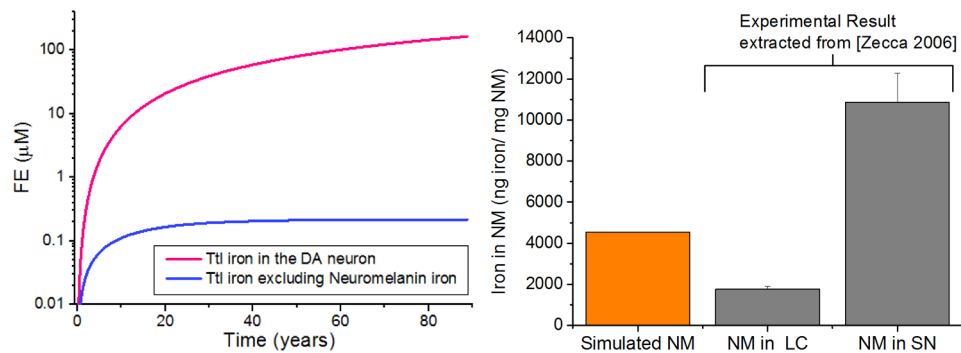 FE (μM)
100
10
1
0.1
0.01
Ttl iron in the DA neuron
Ttl iron excluding Neuromelanin iron
0
20
40
60
80
Time (years)
Experimental Result
extracted from [Zecca 2006]
Iron in NM (ng iron/ mg NM)
14000
12000
10000
8000
6000
4000
2000
0
Simulated NM
NM in LC
NM in SN